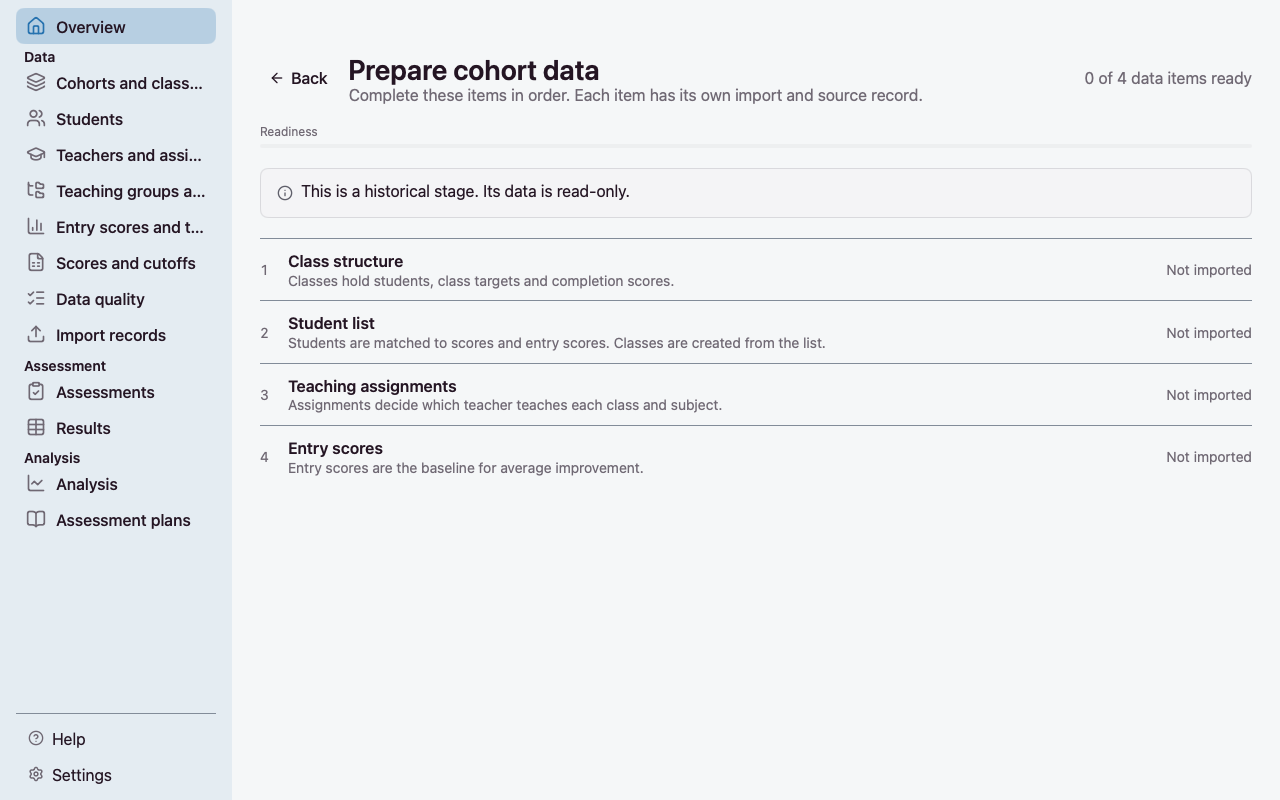 Overview
Data
Cohorts and class...
Students
Teachers and assi...
Teaching groups a...
Entry scores and t...
Scores and cutoffs
Data quality
Import records
Assessment
Assessments
Results
Analysis
Analysis
Assessment plans
Help
Settings
Back
Prepare cohort data
Complete these items in order. Each item has its own import and source record.
0 of 4 data items ready
Readiness
This is a historical stage. Its data is read-only.
1
Class structure
Classes hold students, class targets and completion scores.
Not imported
2
Student list
Students are matched to scores and entry scores. Classes are created from the list.
Not imported
3
Teaching assignments
Assignments decide which teacher teaches each class and subject.
Not imported
4
Entry scores
Entry scores are the baseline for average improvement.
Not imported